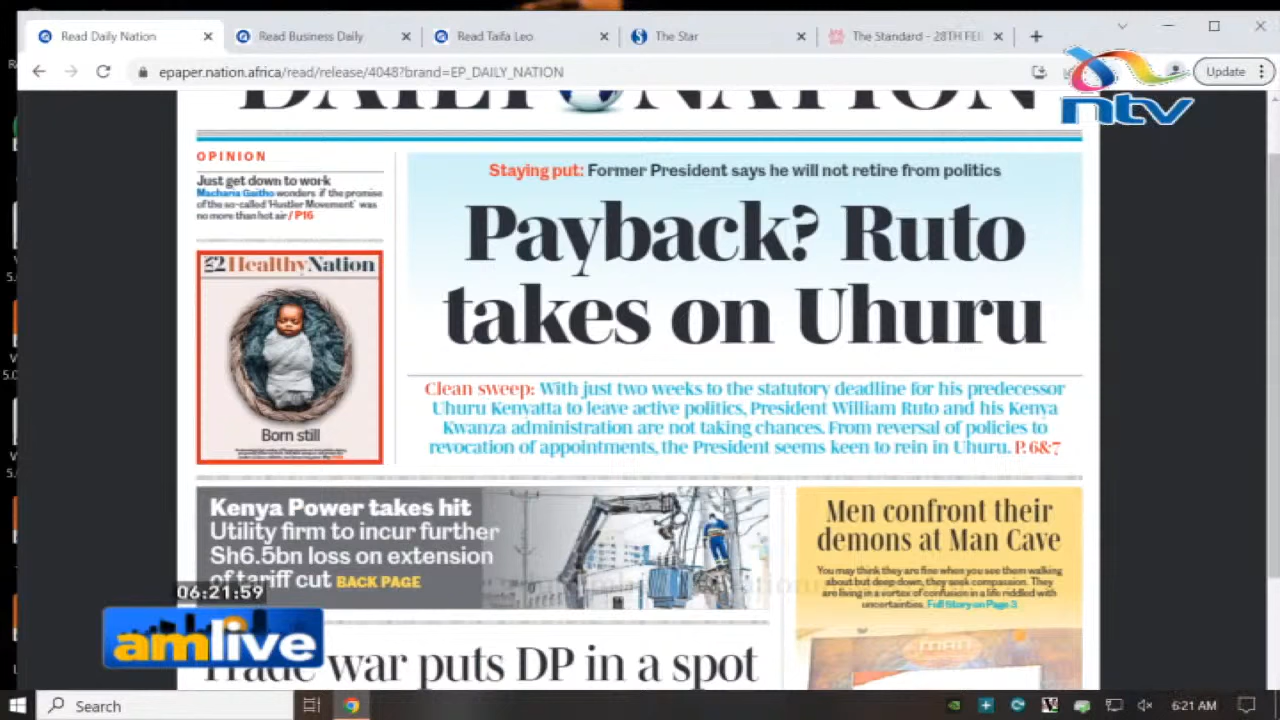 Read Daily Nation
Read Business Daily
Read Taifa Leo
The Star
The Standard - 28TH FE
epaper.nation.africa/read/release/4048?brand=EP_DAILY_NATION
Update
ntv
DAILY NATION
OPINION
Just get down to work
Macharia Gaitho wonders if the promise
of the so-called 'Hustler Movement' was
no more than hot air / P16
HealthyNation
Born still
Staying put: Former President says he will not retire from politics
Payback? Ruto
takes on Uhuru
Clean sweep: With just two weeks to the statutory deadline for his predecessor
Uhuru Kenyatta to leave active politics, President William Ruto and his Kenya
Kwanza administration are not taking chances. From reversal of policies to
revocation of appointments, the President seems keen to rein in Uhuru. P. 6&7
Kenya Power takes hit
Utility firm to incur further
Sh6.5bn loss on extension
of tariff cut BACK PAGE
Men confront their
demons at Man Cave
You may think they are fine when you see them walking
about but deep down, they seek compassion. They
are living in a vortex of confusion in a life riddled with
uncertainties. Full Story on Page 3
06:21:59
amlive
Trade war puts DP in a spot
Search
6:21 AM